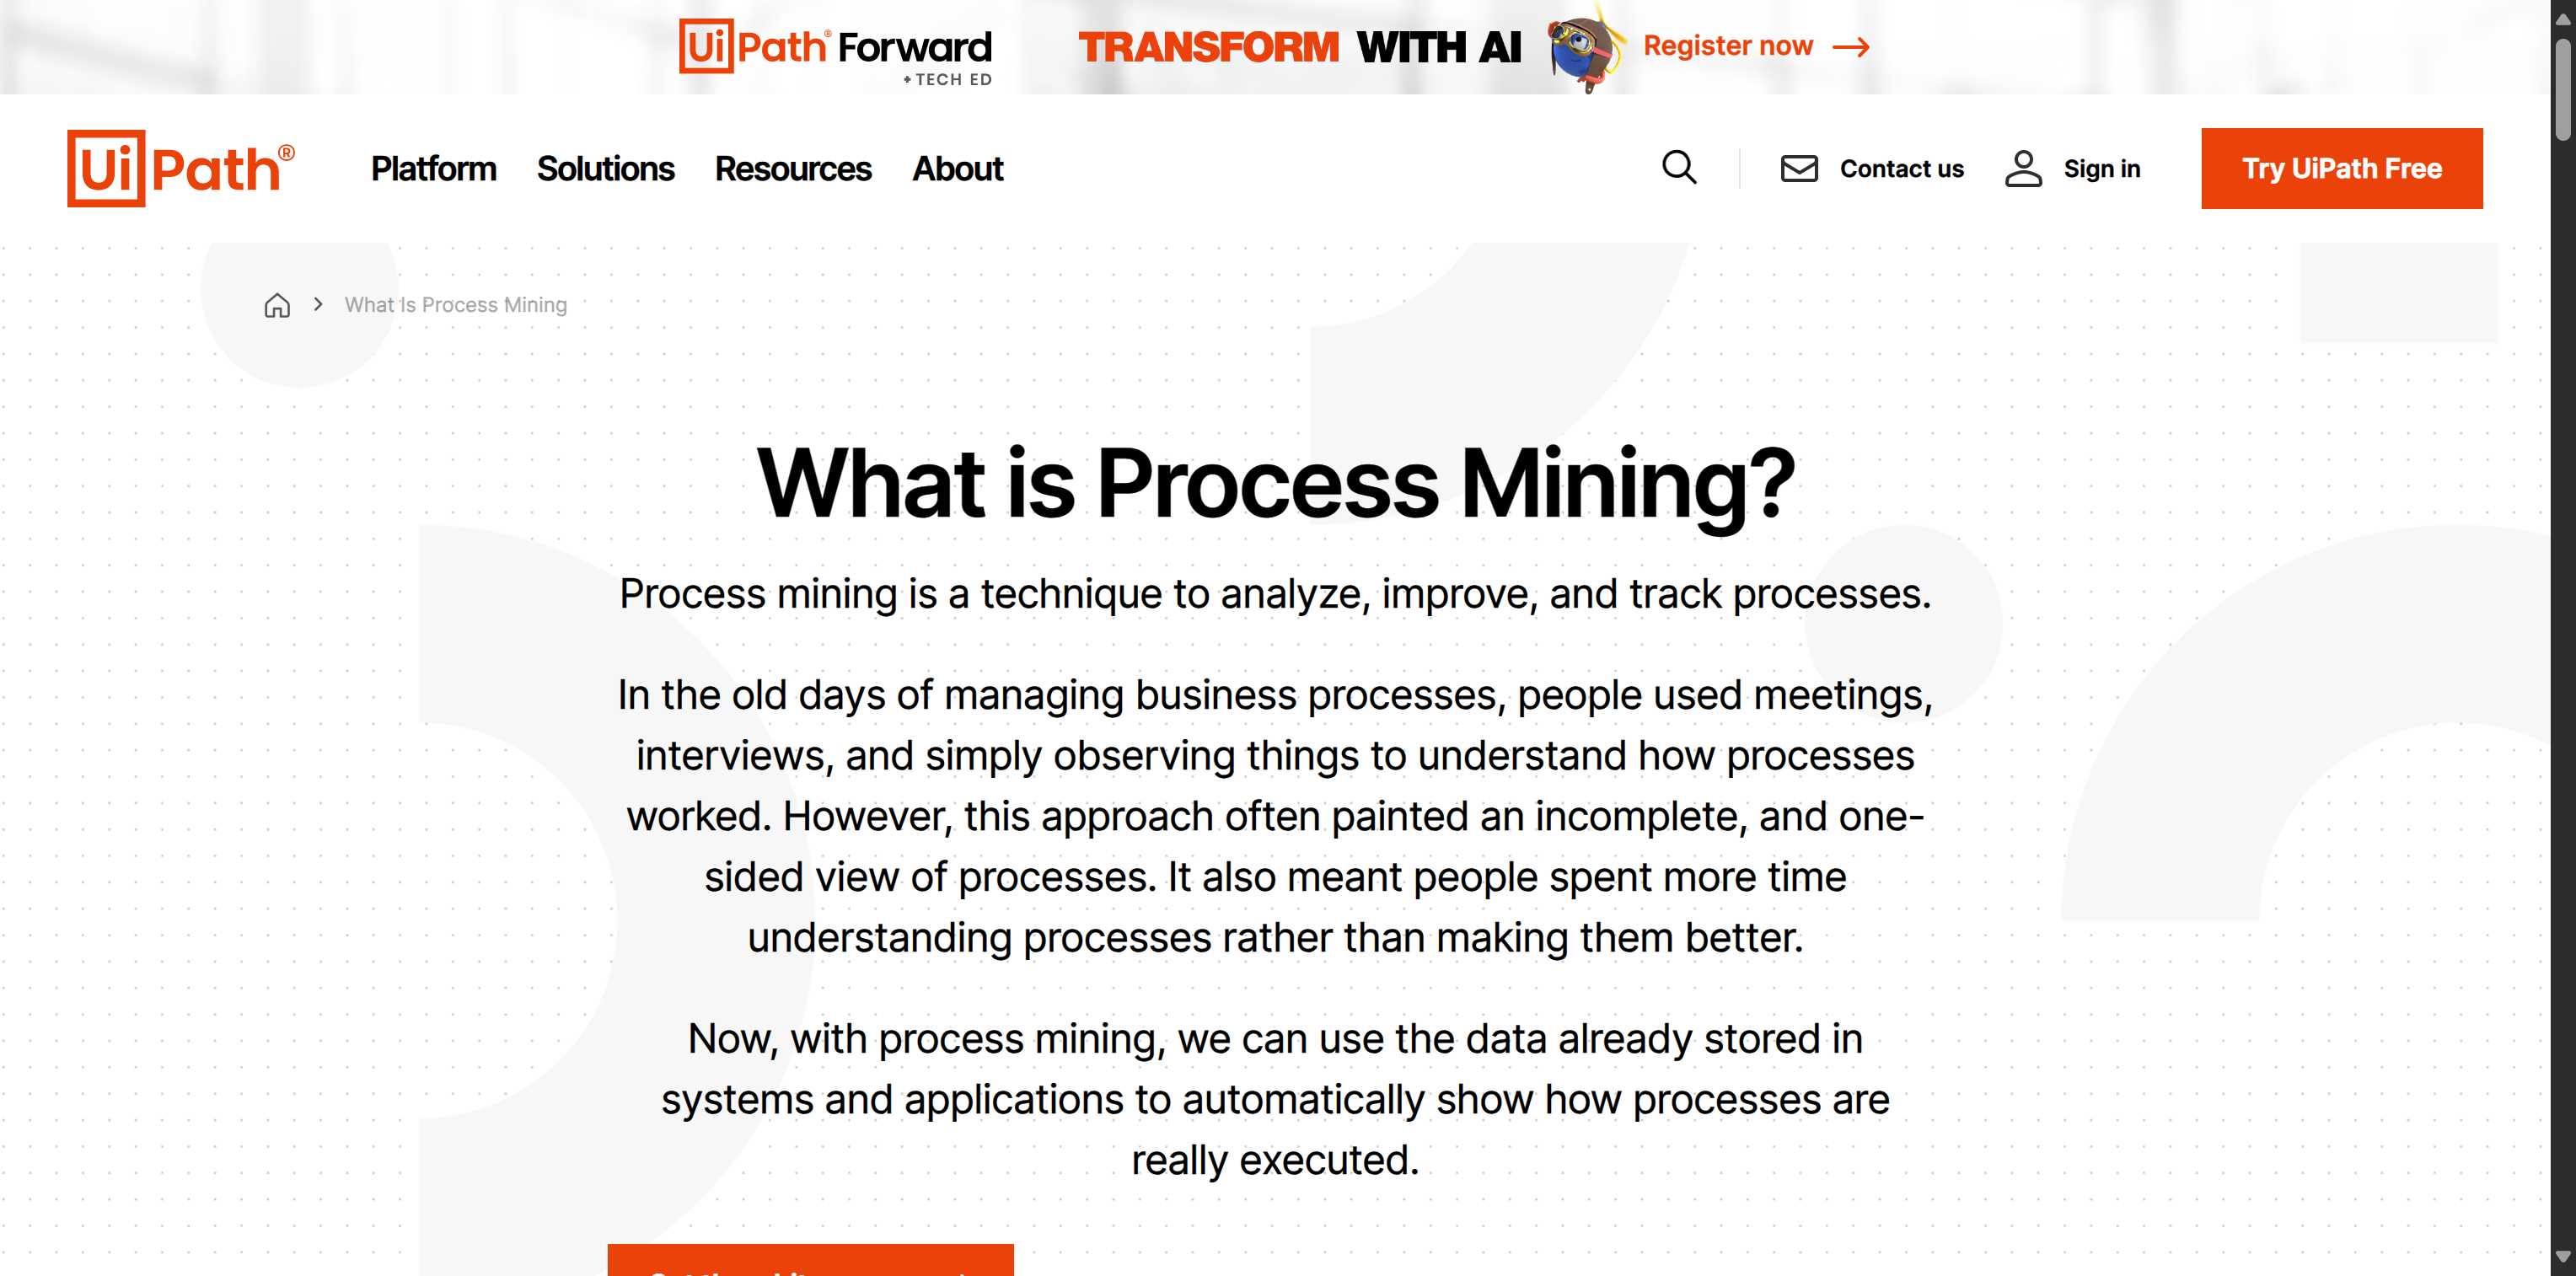 UiPath® Forward
+ TECH ED
TRANSFORM WITH AI
Register now
UiPath®
Platform
Solutions
Resources
About
Contact us
Sign in
Try UiPath Free
What Is Process Mining
What is Process Mining?
Process mining is a technique to analyze, improve, and track processes.
In the old days of managing business processes, people used meetings,
interviews, and simply observing things to understand how processes
worked. However, this approach often painted an incomplete, and one-
sided view of processes. It also meant people spent more time
understanding processes rather than making them better.
Now, with process mining, we can use the data already stored in
systems and applications to automatically show how processes are
really executed.